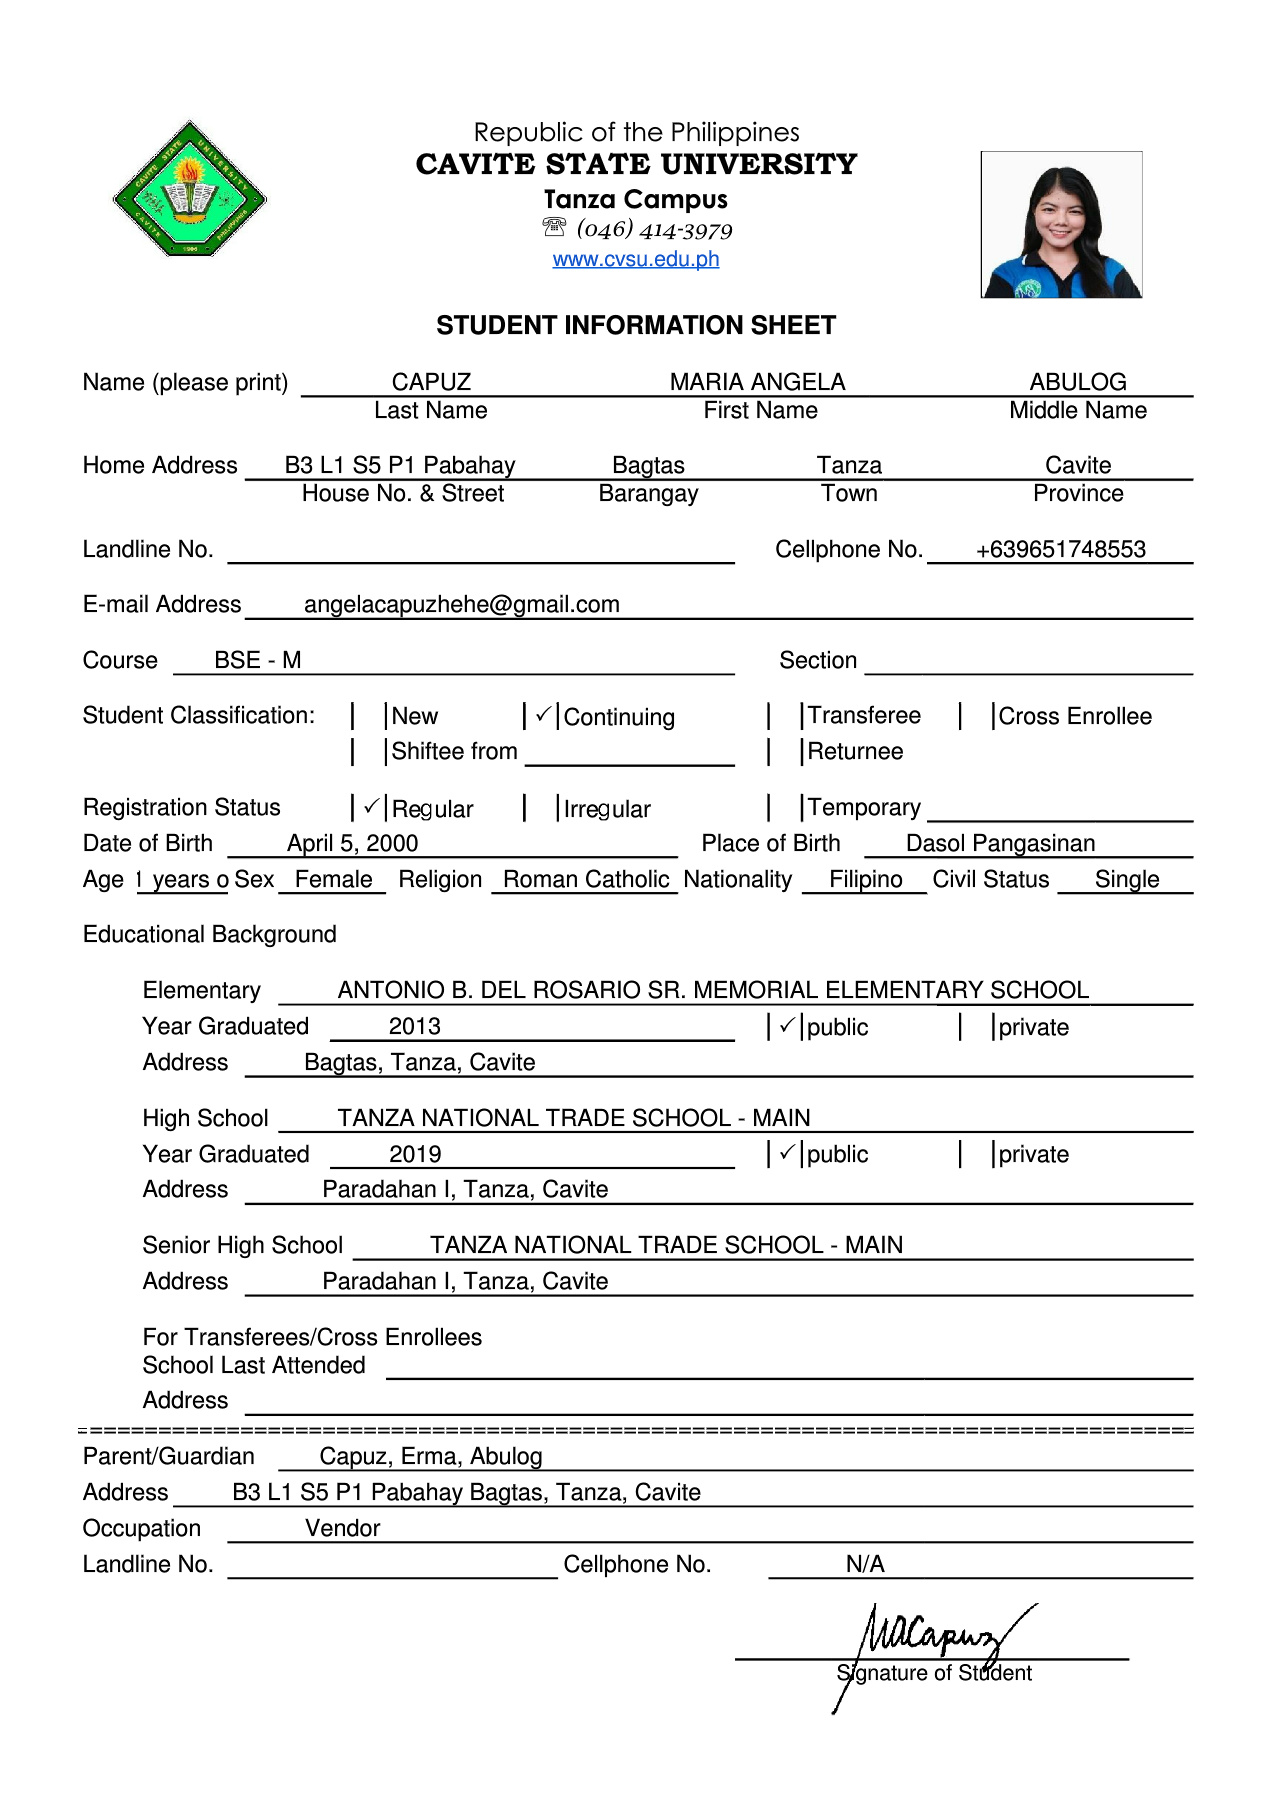 Republic of the Philippines
CAVITE STATE UNIVERSITY
Tanza Campus
☏ (046) 414-3979
www.cvsu.edu.ph
CAVITE STATE UNIVERSITY
CAVITE PHILIPPINES
1906
STUDENT INFORMATION SHEET
Name (please print) CAPUZ MARIA ANGELA ABULOG
Last Name First Name Middle Name
Home Address B3 L1 S5 P1 Pabahay Bagtas Tanza Cavite
House No. & Street Barangay Town Province
Landline No. Cellphone No. +639651748553
E-mail Address angelacapuzhehe@gmail.com
Course BSE - M Section
Student Classification: | |New |✓|Continuing | |Transferee | |Cross Enrollee
| |Shiftee from | |Returnee
Registration Status |✓|Regular | |Irregular | |Temporary
Date of Birth April 5, 2000 Place of Birth Dasol Pangasinan
Age 1 years o Sex Female Religion Roman Catholic Nationality Filipino Civil Status Single
Educational Background
Elementary ANTONIO B. DEL ROSARIO SR. MEMORIAL ELEMENTARY SCHOOL
Year Graduated 2013 |✓|public | |private
Address Bagtas, Tanza, Cavite
High School TANZA NATIONAL TRADE SCHOOL - MAIN
Year Graduated 2019 |✓|public | |private
Address Paradahan I, Tanza, Cavite
Senior High School TANZA NATIONAL TRADE SCHOOL - MAIN
Address Paradahan I, Tanza, Cavite
For Transferees/Cross Enrollees
School Last Attended
Address
Parent/Guardian Capuz, Erma, Abulog
Address B3 L1 S5 P1 Pabahay Bagtas, Tanza, Cavite
Occupation Vendor
Landline No. Cellphone No. N/A
MACapuz
Signature of Student